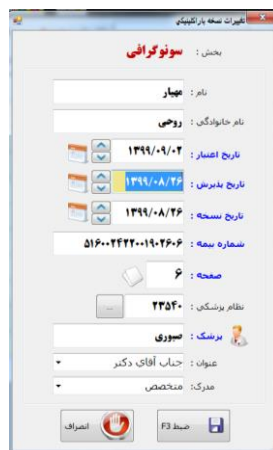 تغییرات نسخه پاراکلینیکی
بخش : سونوگرافی
نام : مهیار
نام خانوادگی : روحی
تاریخ اعتبار : ۱۳۹۹/۰۹/۰۲
تاریخ پذیرش : ۱۳۹۹/۰۸/۲۶
تاریخ نسخه : ۱۳۹۹/۰۸/۲۶
شماره بیمه : ۵۱۶۰۰۲۴۲۲۰۰۱۹۰۲۶۰۶
صفحه : ۶
نظام پزشکی : ۲۳۵۴۰ ...
پزشک : صبوری
عنوان : جناب آقای دکتر
مدرک: متخصص
ضبط F3 انصراف